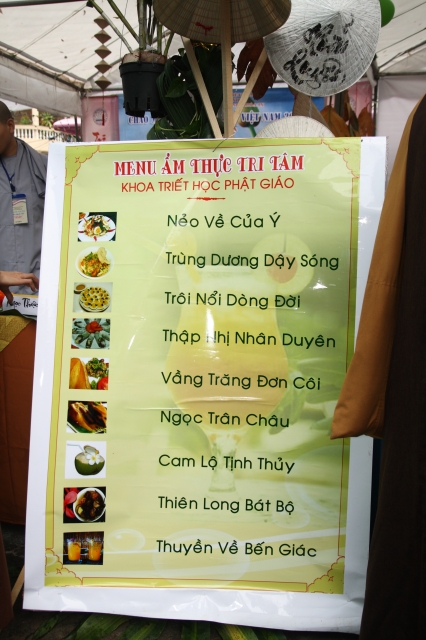 MENU ẨM THỰC TRI TÂM
KHOA TRIẾT HỌC PHẬT GIÁO
Nẻo Về Của Ý
Trùng Dương Dậy Sóng
Trôi Nổi Dòng Đời
Thập Nhị Nhân Duyên
Vầng Trăng Đơn Côi
Ngọc Trân Châu
Cam Lộ Tịnh Thủy
Thiên Long Bát Bộ
Thuyền Về Bến Giác